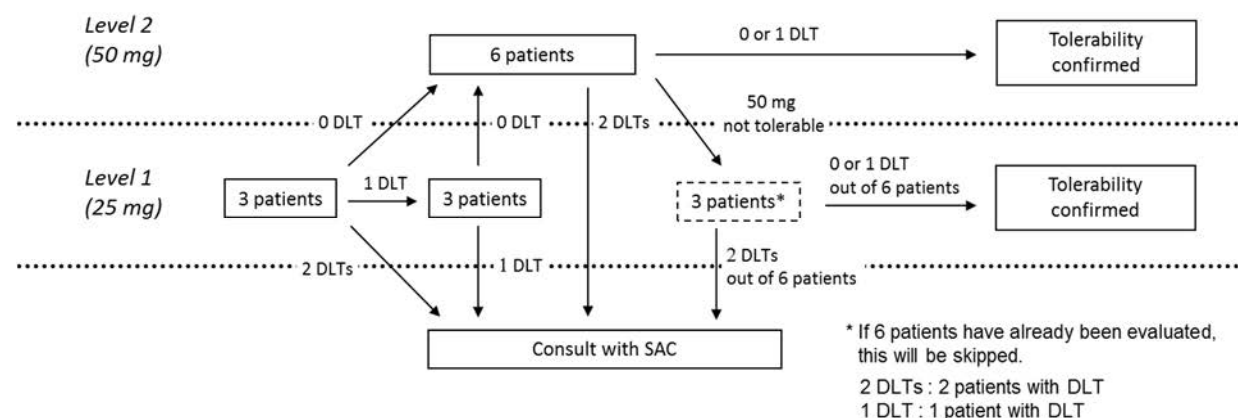 Level 2
(50 mg)
6 patients
0 or 1 DLT
Tolerability
confirmed
50 mg
not tolerable
0 DLT
0 DLT
2 DLTs
Level 1
(25 mg)
3 patients
1 DLT
3 patients
3 patients*
0 or 1 DLT
out of 6 patients
Tolerability
confirmed
2 DLTs
1 DLT
2 DLTs
out of 6 patients
Consult with SAC
* If 6 patients have already been evaluated,
this will be skipped.
2 DLTs : 2 patients with DLT
1 DLT : 1 patient with DLT